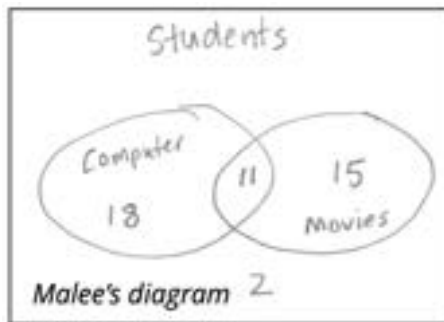 Students
Computer
11
15
18
Movies
Malee's diagram 2